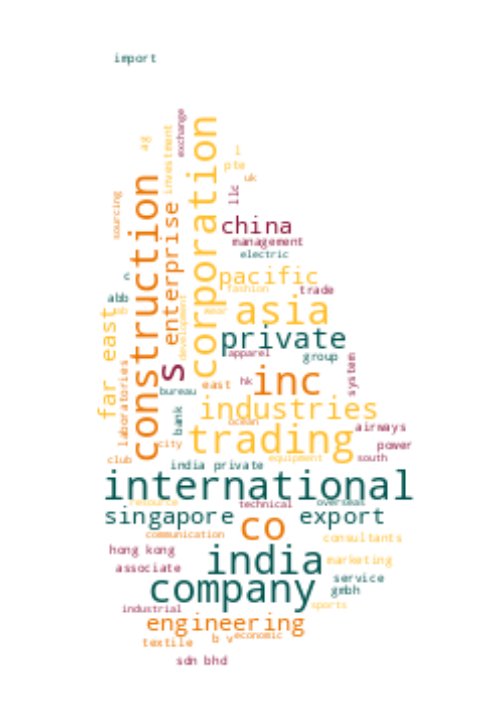 import
exchange
investment
ag
corporation
l
pte
uk
llc
sourcing
construction
enterprise
china
management
electric
c
abb
pacific
fashion
trade
far east
development
asia
private
apparel
group
system
s
laboratories
bureau
east
hk
inc
industries
bank
ocean
trading
airways
city
power
club
india private
equipment
south
international
resource
technical
overseas
singapore
co
export
communication
consultants
hong kong
india
marketing
associate
company
service
gmbh
industrial
sports
engineering
textile
b v
economic
sdn bhd